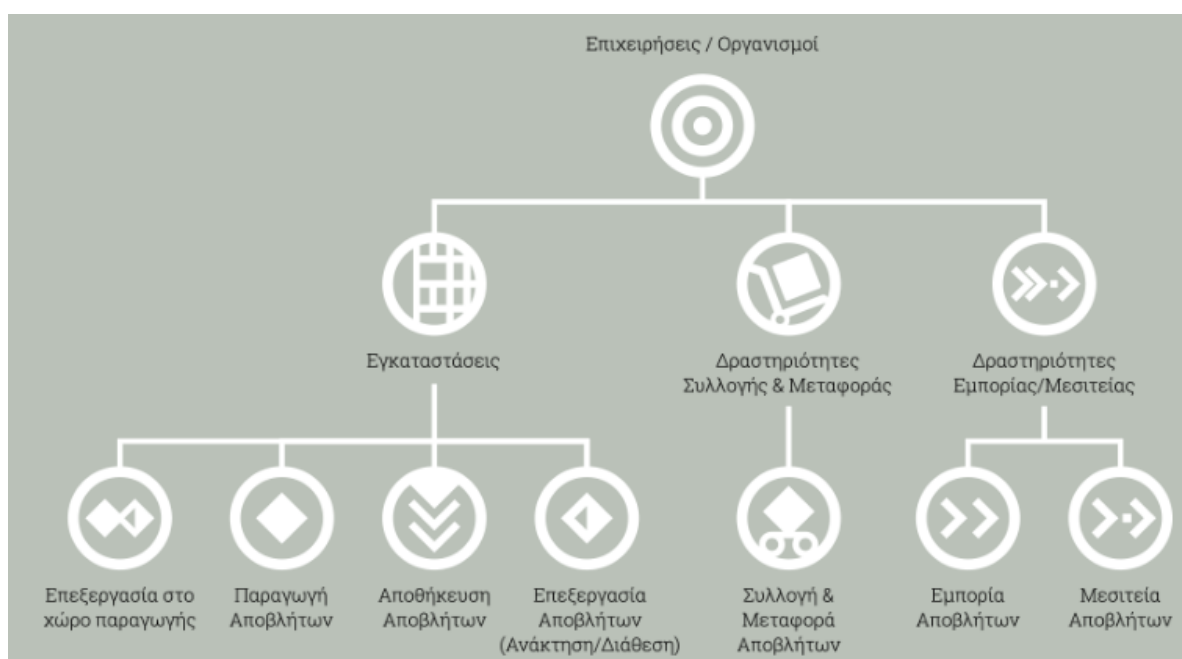 Επιχειρήσεις / Οργανισμοί
Εγκαταστάσεις
Δραστηριότητες
Συλλογής & Μεταφοράς
Δραστηριότητες
Εμπορίας/Μεσιτείας
Επεξεργασία στο
χώρο παραγωγής
Παραγωγή
Αποβλήτων
Αποθήκευση
Αποβλήτων
Επεξεργασία
Αποβλήτων
(Ανάκτηση/Διάθεση)
Συλλογή &
Μεταφορά
Αποβλήτων
Εμπορία
Αποβλήτων
Μεσιτεία
Αποβλήτων